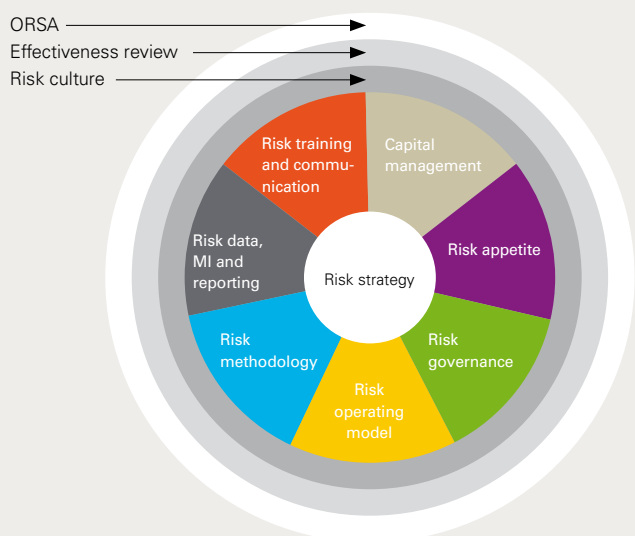 ORSA
Effectiveness review
Risk culture
Risk training
and commu-
nication
Capital
management
Risk data,
MI and
reporting
Risk strategy
Risk appetite
Risk
methodology
Risk
governance
Risk
operating
model